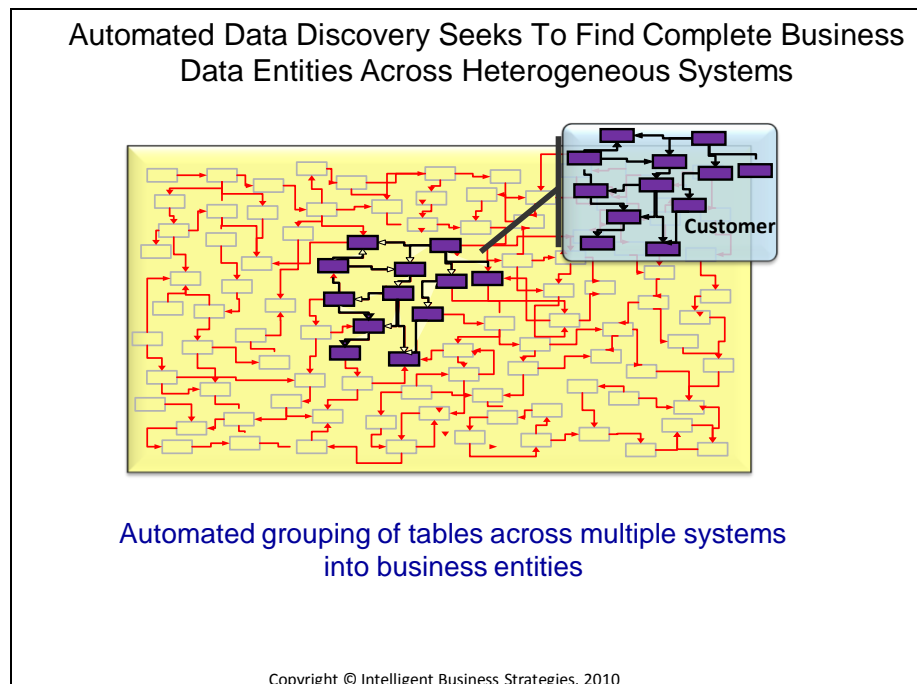 Automated Data Discovery Seeks To Find Complete Business
Data Entities Across Heterogeneous Systems
Customer
Automated grouping of tables across multiple systems
into business entities
Copyright © Intelligent Business Strategies, 2010